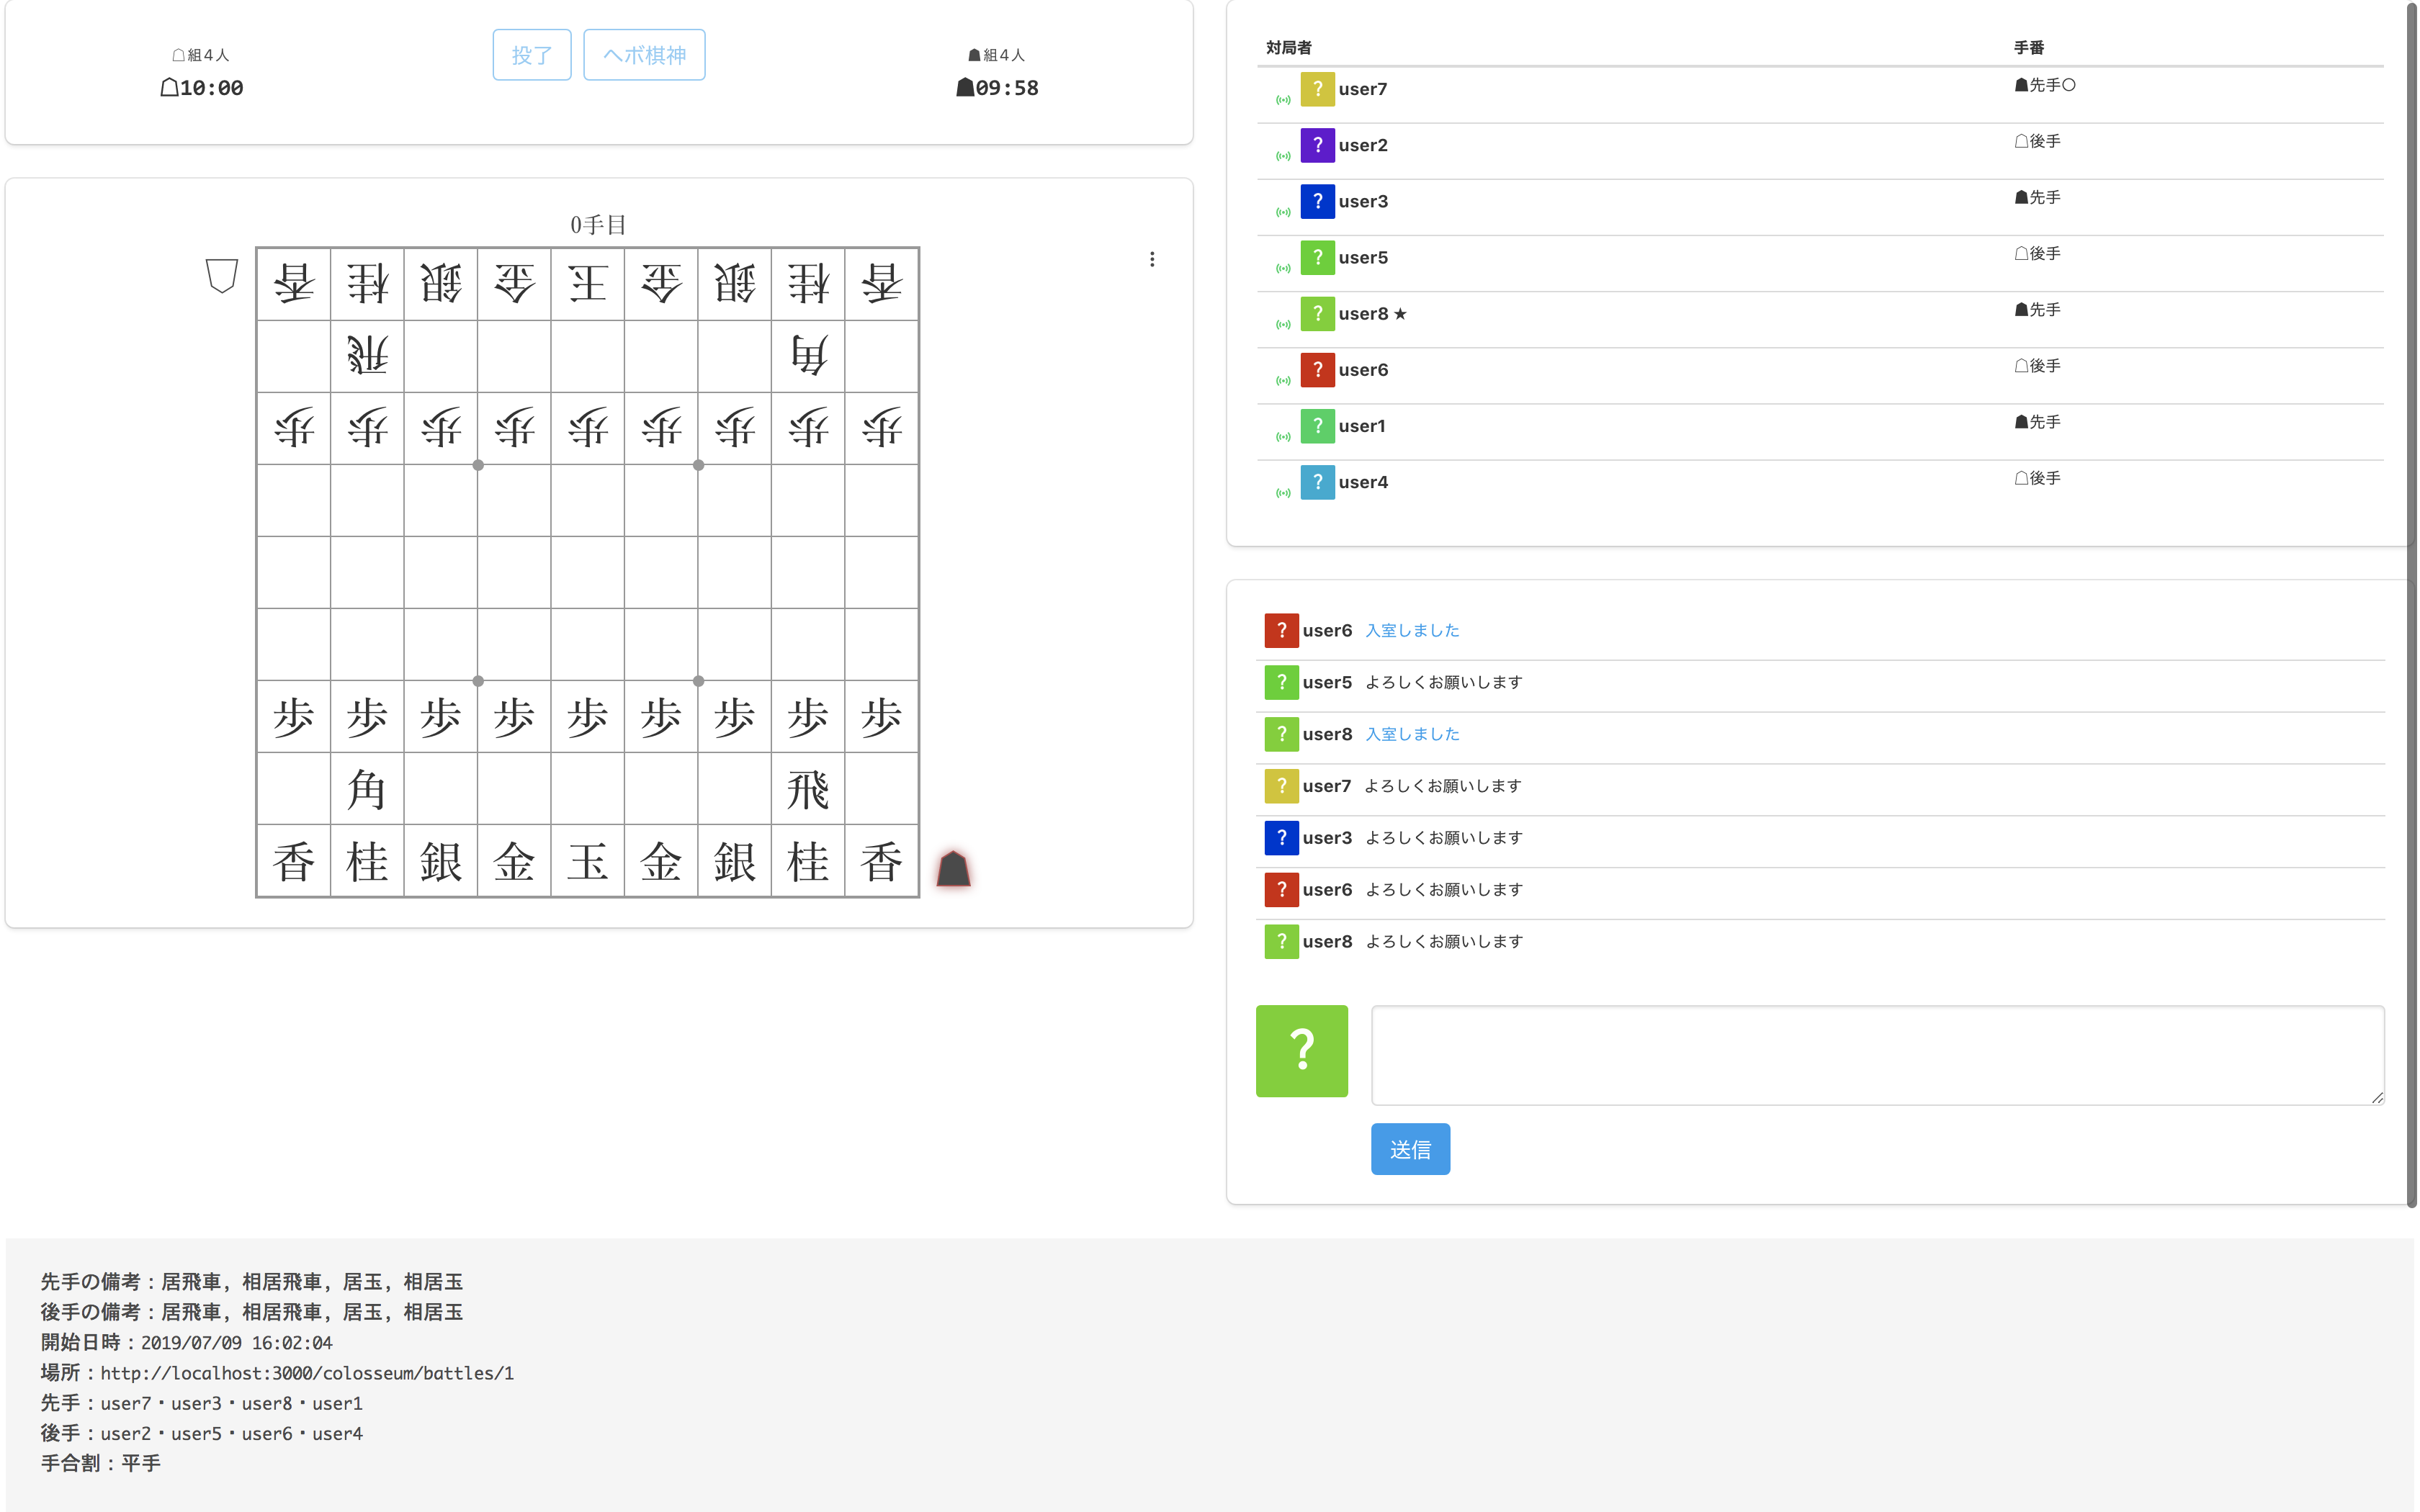 ☖組4人
☖10:00
投了
ヘボ棋神
☗組4人
☗09:58
0手目
香桂銀金玉金銀桂香
飛角
歩歩歩歩歩歩歩歩歩
歩歩歩歩歩歩歩歩歩
角飛
香桂銀金玉金銀桂香
対局者 手番
? user7 ☗先手○
? user2 ☖後手
? user3 ☗先手
? user5 ☖後手
? user8 ★ ☗先手
? user6 ☖後手
? user1 ☗先手
? user4 ☖後手
? user6 入室しました
? user5 よろしくお願いします
? user8 入室しました
? user7 よろしくお願いします
? user3 よろしくお願いします
? user6 よろしくお願いします
? user8 よろしくお願いします
?
送信
先手の備考：居飛車, 相居飛車, 居玉, 相居玉
後手の備考：居飛車, 相居飛車, 居玉, 相居玉
開始日時：2019/07/09 16:02:04
場所：http://localhost:3000/colosseum/battles/1
先手：user7・user3・user8・user1
後手：user2・user5・user6・user4
手合割：平手